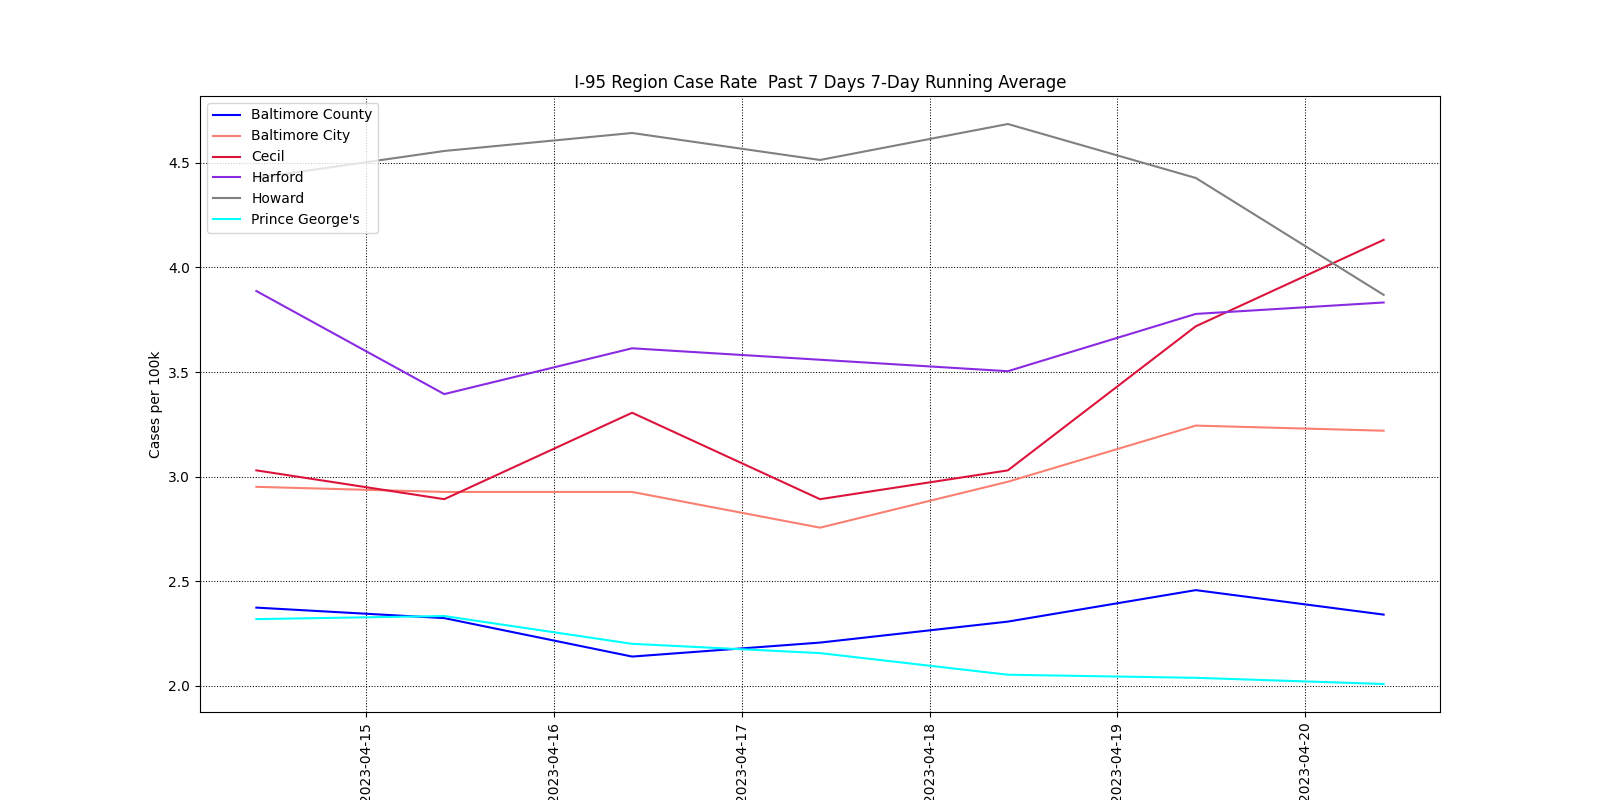 I-95 Region Case Rate  Past 7 Days 7-Day Running Average
Baltimore County
Baltimore City
Cecil
Harford
Howard
Prince George's
Cases per 100k
4.5
4.0
3.5
3.0
2.5
2.0
2023-04-15
2023-04-16
2023-04-17
2023-04-18
2023-04-19
2023-04-20